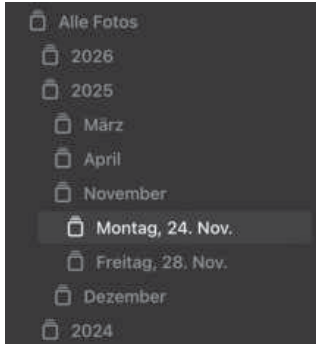 Alle Fotos
2026
2025
März
April
November
Montag, 24. Nov.
Freitag, 28. Nov.
Dezember
2024